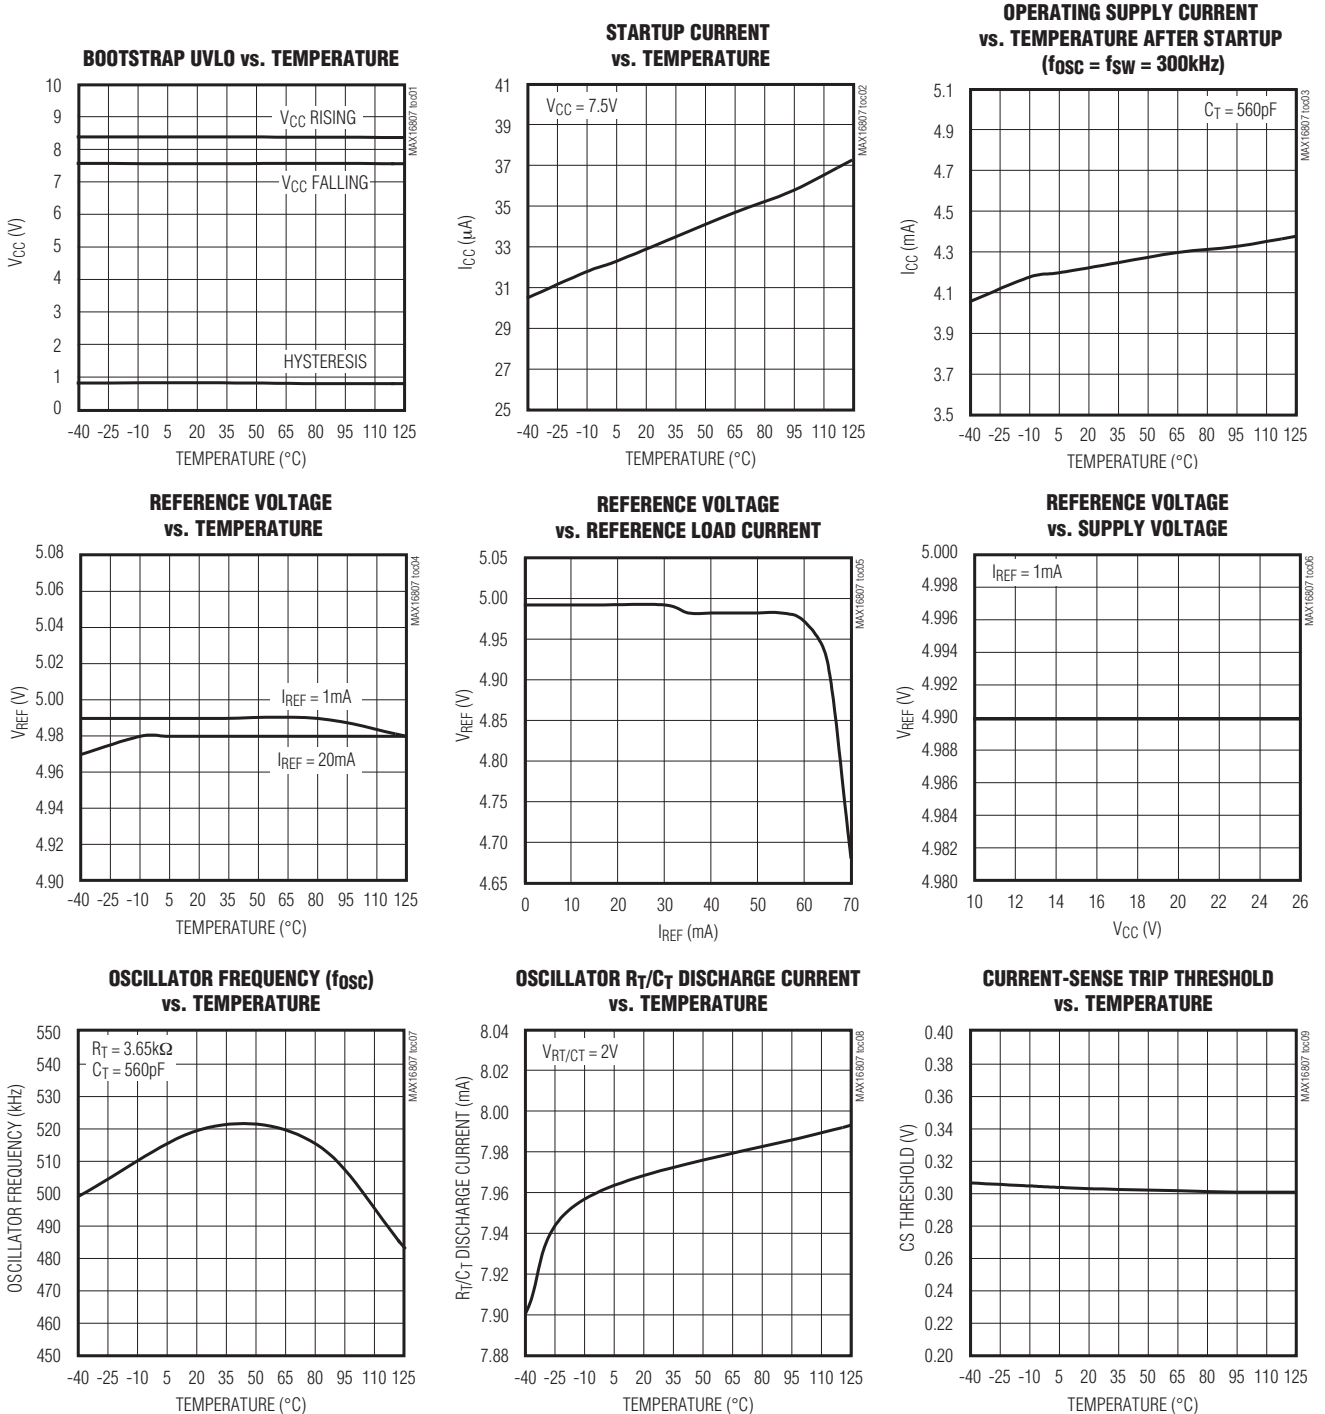 BOOTSTRAP UVLO vs. TEMPERATURE
MAX16807 toc01
10
9
8
7
6
5
4
3
2
1
0
VCC (V)
VCC RISING
VCC FALLING
HYSTERESIS
-40 -25 -10 5 20 35 50 65 80 95 110 125
TEMPERATURE (°C)
STARTUP CURRENT
vs. TEMPERATURE
MAX16807 toc02
41
39
37
35
33
31
29
27
25
ICC (μA)
VCC = 7.5V
-40 -25 -10 5 20 35 50 65 80 95 110 125
TEMPERATURE (°C)
OPERATING SUPPLY CURRENT
vs. TEMPERATURE AFTER STARTUP
(fOSC = fSW = 300kHz)
MAX16807 toc03
5.1
4.9
4.7
4.5
4.3
4.1
3.9
3.7
3.5
ICC (mA)
CT = 560pF
-40 -25 -10 5 20 35 50 65 80 95 110 125
TEMPERATURE (°C)
REFERENCE VOLTAGE
vs. TEMPERATURE
MAX16807 toc04
5.08
5.06
5.04
5.02
5.00
4.98
4.96
4.94
4.92
4.90
VREF (V)
IREF = 1mA
IREF = 20mA
-40 -25 -10 5 20 35 50 65 80 95 110 125
TEMPERATURE (°C)
REFERENCE VOLTAGE
vs. REFERENCE LOAD CURRENT
MAX16807 toc05
5.05
5.00
4.95
4.90
4.85
4.80
4.75
4.70
4.65
VREF (V)
0 10 20 30 40 50 60 70
IREF (mA)
REFERENCE VOLTAGE
vs. SUPPLY VOLTAGE
MAX16807 toc06
5.000
4.998
4.996
4.994
4.992
4.990
4.988
4.986
4.984
4.982
4.980
VREF (V)
IREF = 1mA
10 12 14 16 18 20 22 24 26
VCC (V)
OSCILLATOR FREQUENCY (fOSC)
vs. TEMPERATURE
MAX16807 toc07
550
540
530
520
510
500
490
480
470
460
450
OSCILLATOR FREQUENCY (kHz)
RT = 3.65kΩ
CT = 560pF
-40 -25 -10 5 20 35 50 65 80 95 110 125
TEMPERATURE (°C)
OSCILLATOR RT/CT DISCHARGE CURRENT
vs. TEMPERATURE
MAX16807 toc08
8.04
8.02
8.00
7.98
7.96
7.94
7.92
7.90
7.88
RT/CT DISCHARGE CURRENT (mA)
VRT/CT = 2V
-40 -25 -10 5 20 35 50 65 80 95 110 125
TEMPERATURE (°C)
CURRENT-SENSE TRIP THRESHOLD
vs. TEMPERATURE
MAX16807 toc09
0.40
0.38
0.36
0.34
0.32
0.30
0.28
0.26
0.24
0.22
0.20
CS THRESHOLD (V)
-40 -25 -10 5 20 35 50 65 80 95 110 125
TEMPERATURE (°C)